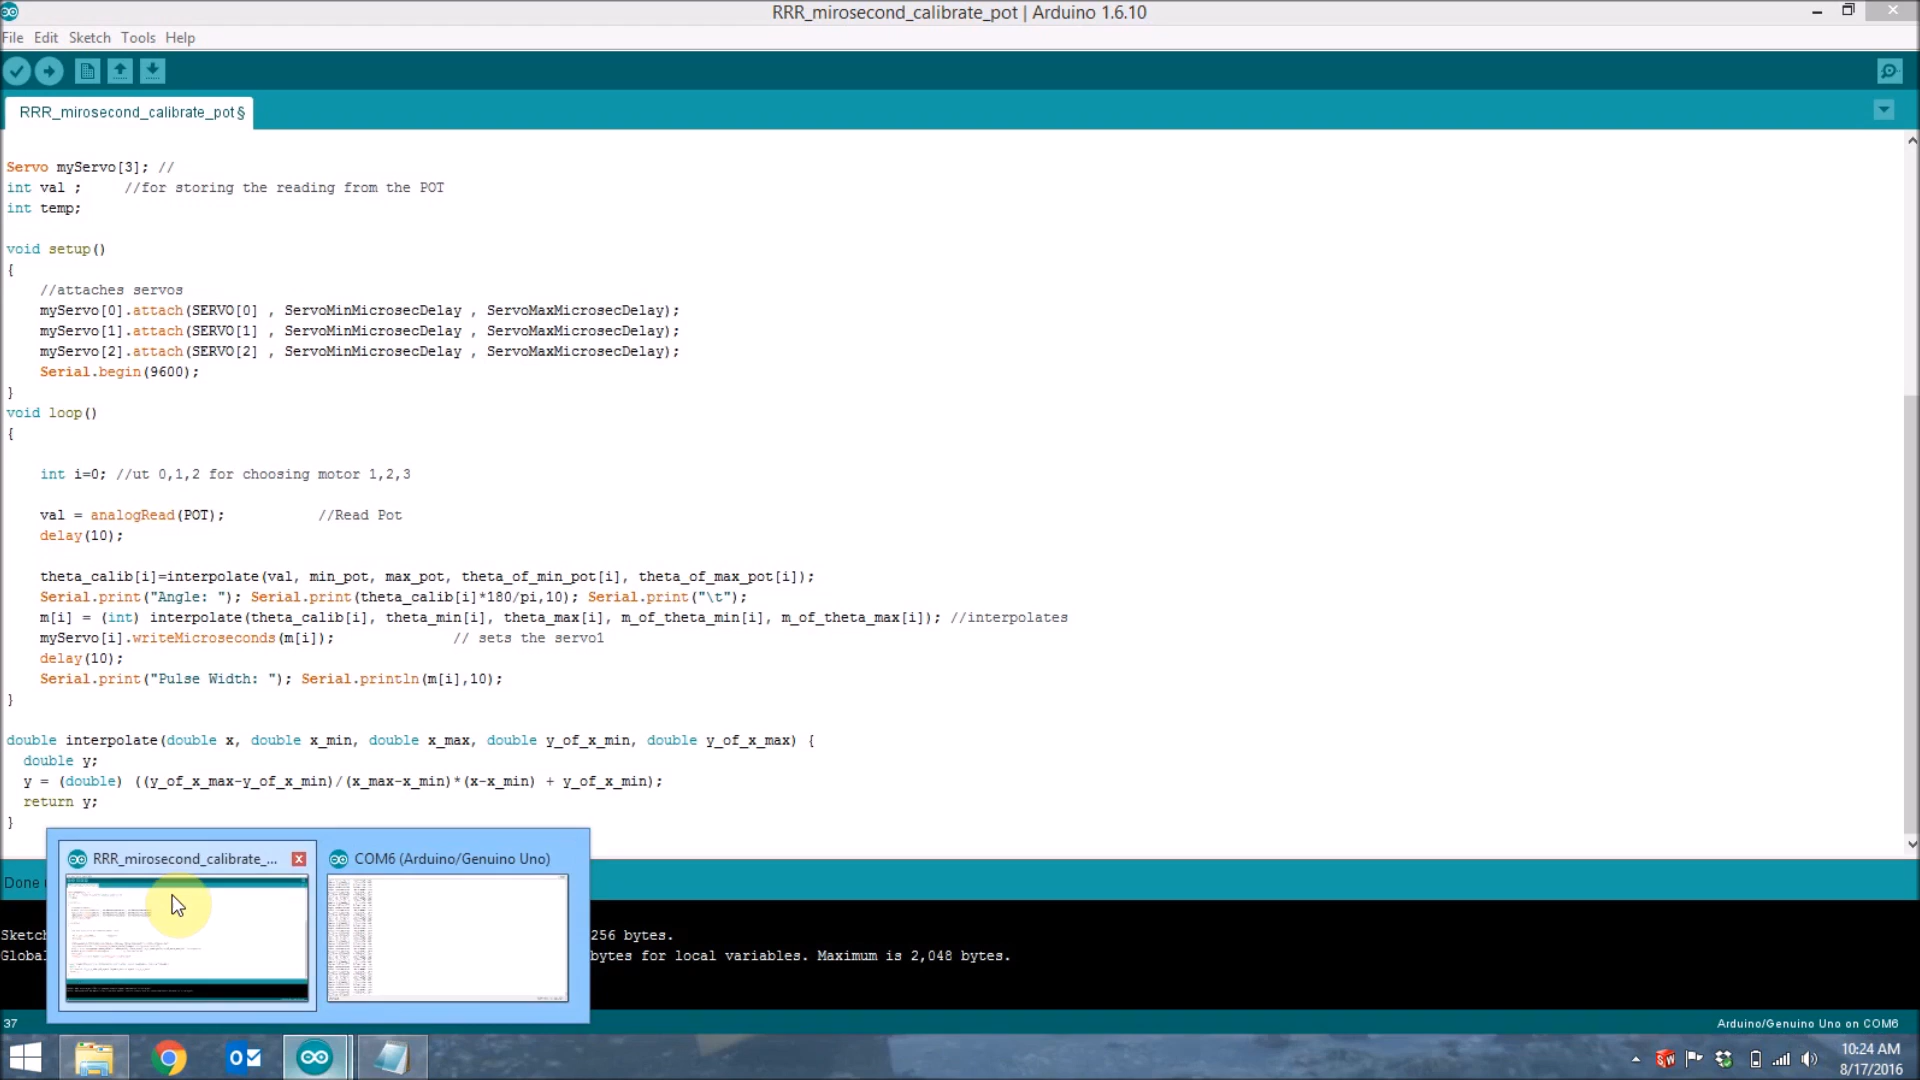 RRR_mirosecond_calibrate_pot | Arduino 1.6.10
File Edit Sketch Tools Help
RRR_mirosecond_calibrate_pot§
Servo myServo[3]; //
int val ; //for storing the reading from the POT
int temp;
void setup()
{
//attaches servos
myServo[0].attach(SERVO[0] , ServoMinMicrosecDelay , ServoMaxMicrosecDelay);
myServo[1].attach(SERVO[1] , ServoMinMicrosecDelay , ServoMaxMicrosecDelay);
myServo[2].attach(SERVO[2] , ServoMinMicrosecDelay , ServoMaxMicrosecDelay);
Serial.begin(9600);
}
void loop()
{
int i=0; //ut 0,1,2 for choosing motor 1,2,3
val = analogRead(POT); //Read Pot
delay(10);
theta_calib[i]=interpolate(val, min_pot, max_pot, theta_of_min_pot[i], theta_of_max_pot[i]);
Serial.print("Angle: "); Serial.print(theta_calib[i]*180/pi,10); Serial.print("\t");
m[i] = (int) interpolate(theta_calib[i], theta_min[i], theta_max[i], m_of_theta_min[i], m_of_theta_max[i]); //interpolates
myServo[i].writeMicroseconds(m[i]); // sets the servo1
delay(10);
Serial.print("Pulse Width: "); Serial.println(m[i],10);
}
double interpolate(double x, double x_min, double x_max, double y_of_x_min, double y_of_x_max) {
double y;
y = (double) ((y_of_x_max-y_of_x_min)/(x_max-x_min)*(x-x_min) + y_of_x_min);
return y;
}
RRR_mirosecond_calibrate_... COM6 (Arduino/Genuino Uno)
Done
Sketch 256 bytes.
Global bytes for local variables. Maximum is 2,048 bytes.
37 Arduino/Genuino Uno on COM6
10:24 AM
8/17/2016